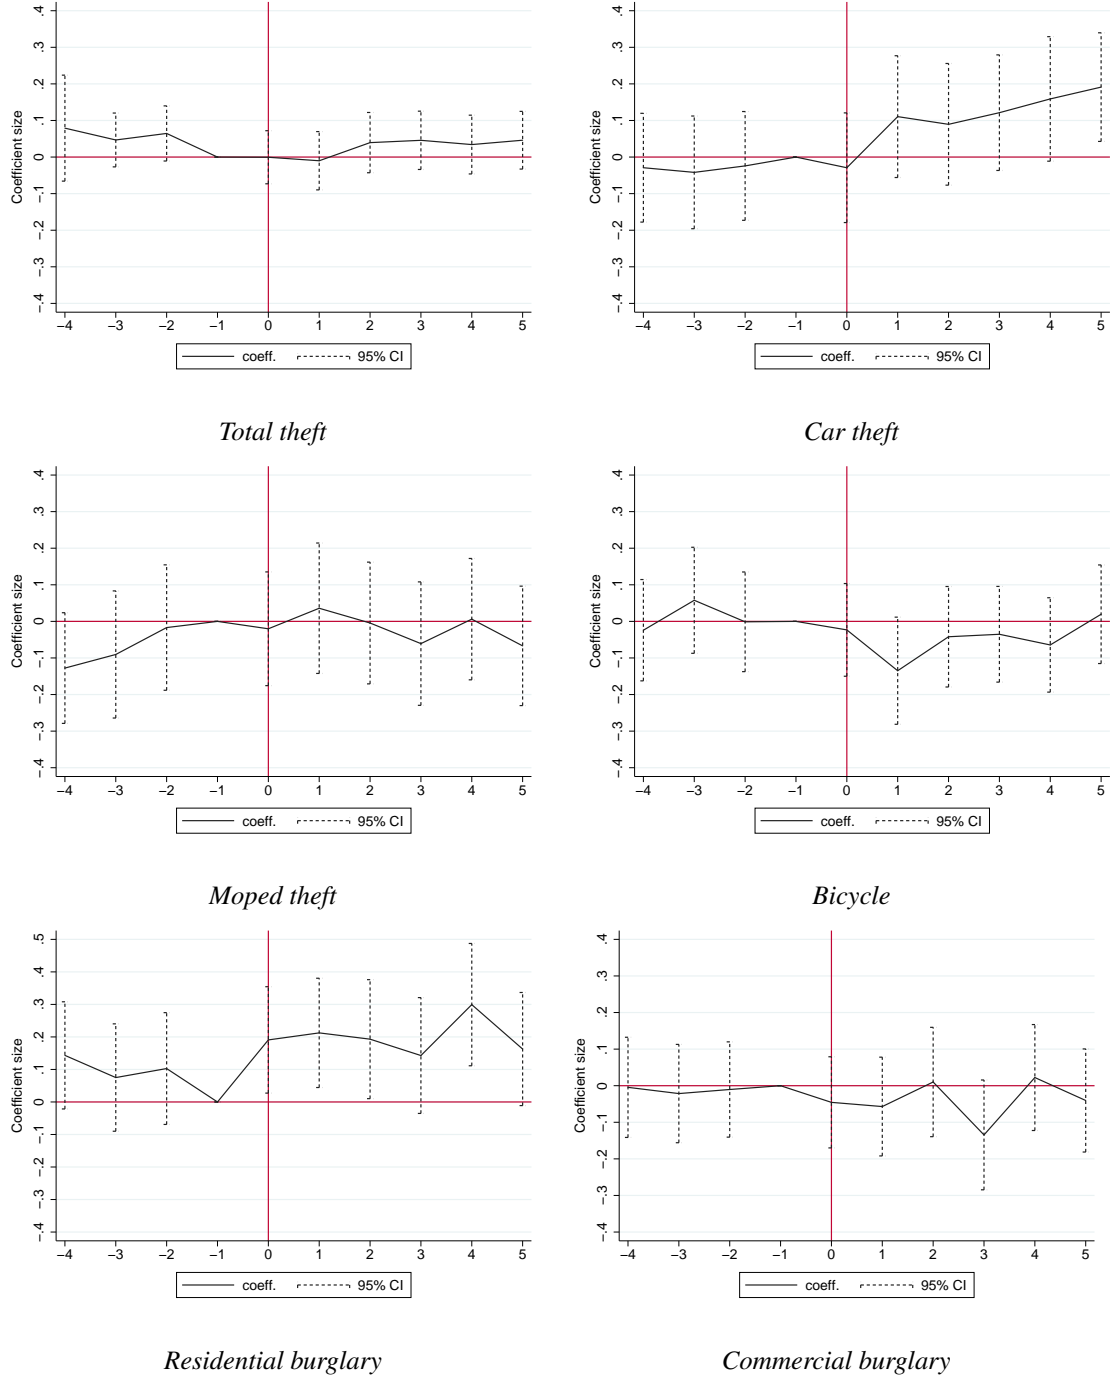 .4 .4
.3 .3
.2 .2
.1 .1
0 0
−.1 −.1
−.2 −.2
−.3 −.3
−.4 −.4
Coefficient size Coefficient size
−4 −3 −2 −1 0 1 2 3 4 5 −4 −3 −2 −1 0 1 2 3 4 5
coeff. 95% CI coeff. 95% CI
Total theft Car theft
.4 .4
.3 .3
.2 .2
.1 .1
0 0
−.1 −.1
−.2 −.2
−.3 −.3
−.4 −.4
Coefficient size Coefficient size
−4 −3 −2 −1 0 1 2 3 4 5 −4 −3 −2 −1 0 1 2 3 4 5
coeff. 95% CI coeff. 95% CI
Moped theft Bicycle
.5 .4
.4 .3
.3 .2
.2 .1
.1 0
0 −.1
−.1 −.2
−.2 −.3
−.3 −.4
−.4
Coefficient size Coefficient size
−4 −3 −2 −1 0 1 2 3 4 5 −4 −3 −2 −1 0 1 2 3 4 5
coeff. 95% CI coeff. 95% CI
Residential burglary Commercial burglary